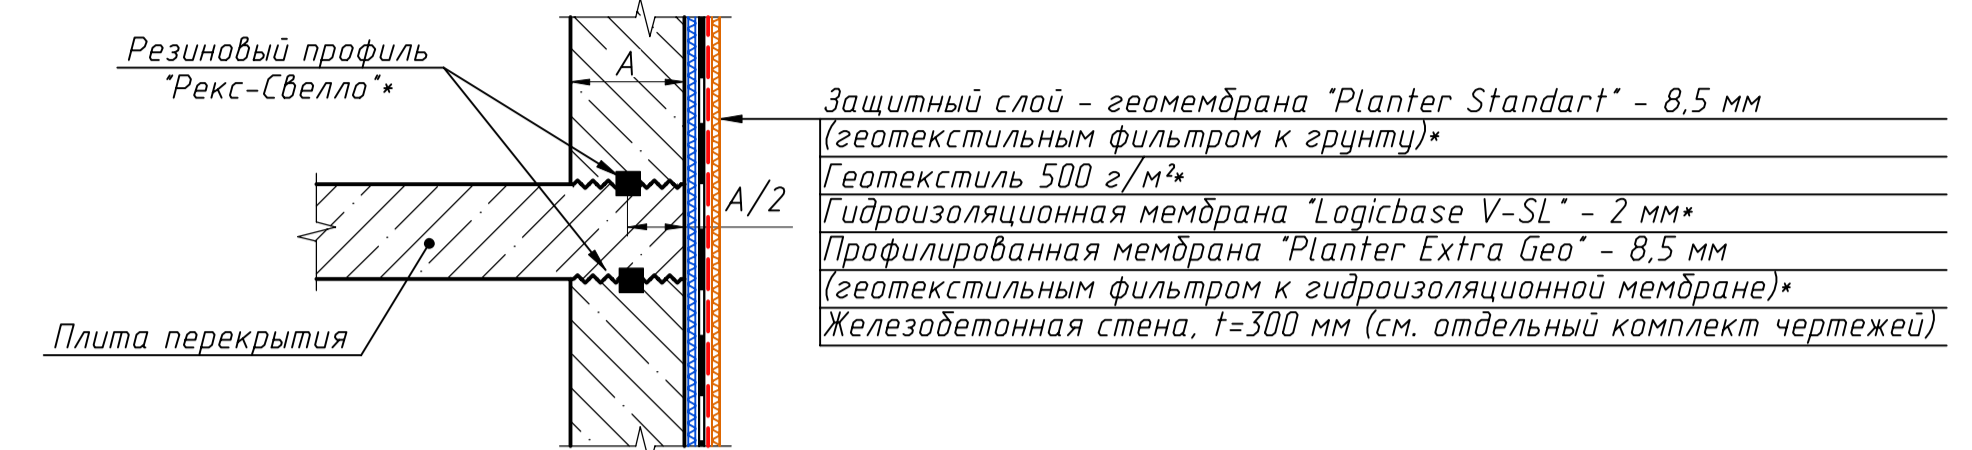 Резиновый профиль
"Рекс-Свелло"*
А
А/2
Плита перекрытия
Защитный слой - геомембрана "Planter Standart" - 8,5 мм
(геотекстильным фильтром к грунту)*
Геотекстиль 500 г/м²*
Гидроизоляционная мембрана "Logicbase V-SL" - 2 мм*
Профилированная мембрана "Planter Extra Geo" - 8,5 мм
(геотекстильным фильтром к гидроизоляционной мембране)*
Железобетонная стена, t=300 мм (см. отдельный комплект чертежей)